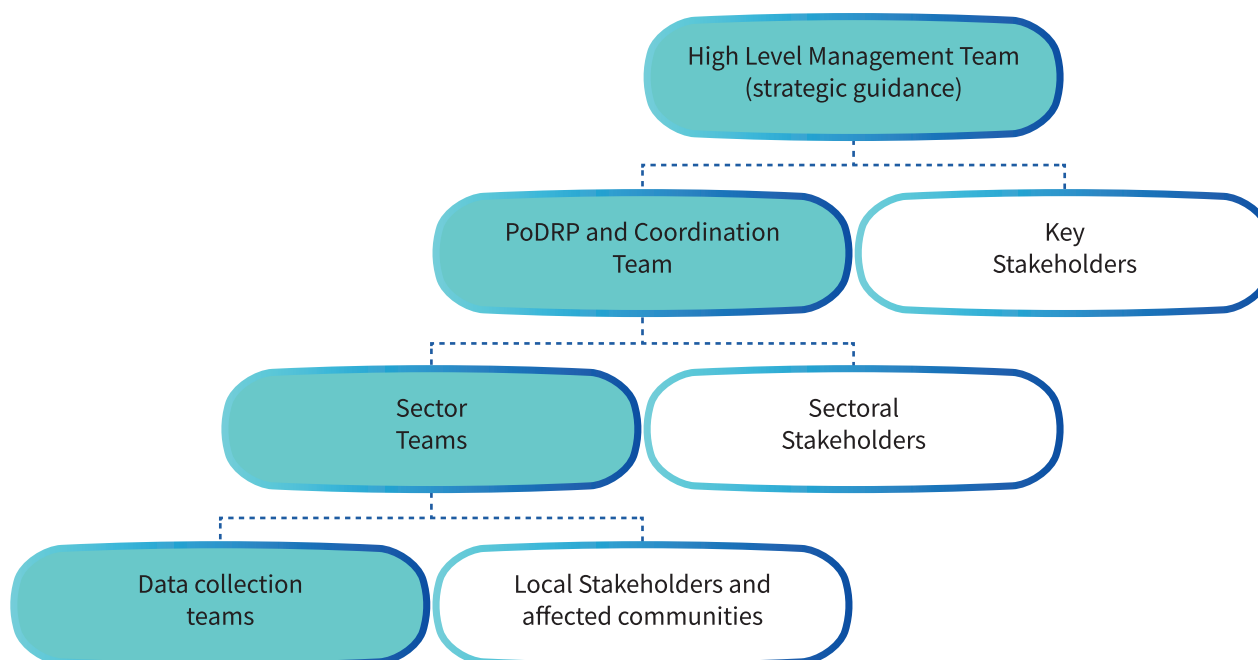 High Level Management Team
(strategic guidance)
PoDRP and Coordination
Team
Key
Stakeholders
Sector
Teams
Sectoral
Stakeholders
Data collection
teams
Local Stakeholders and
affected communities